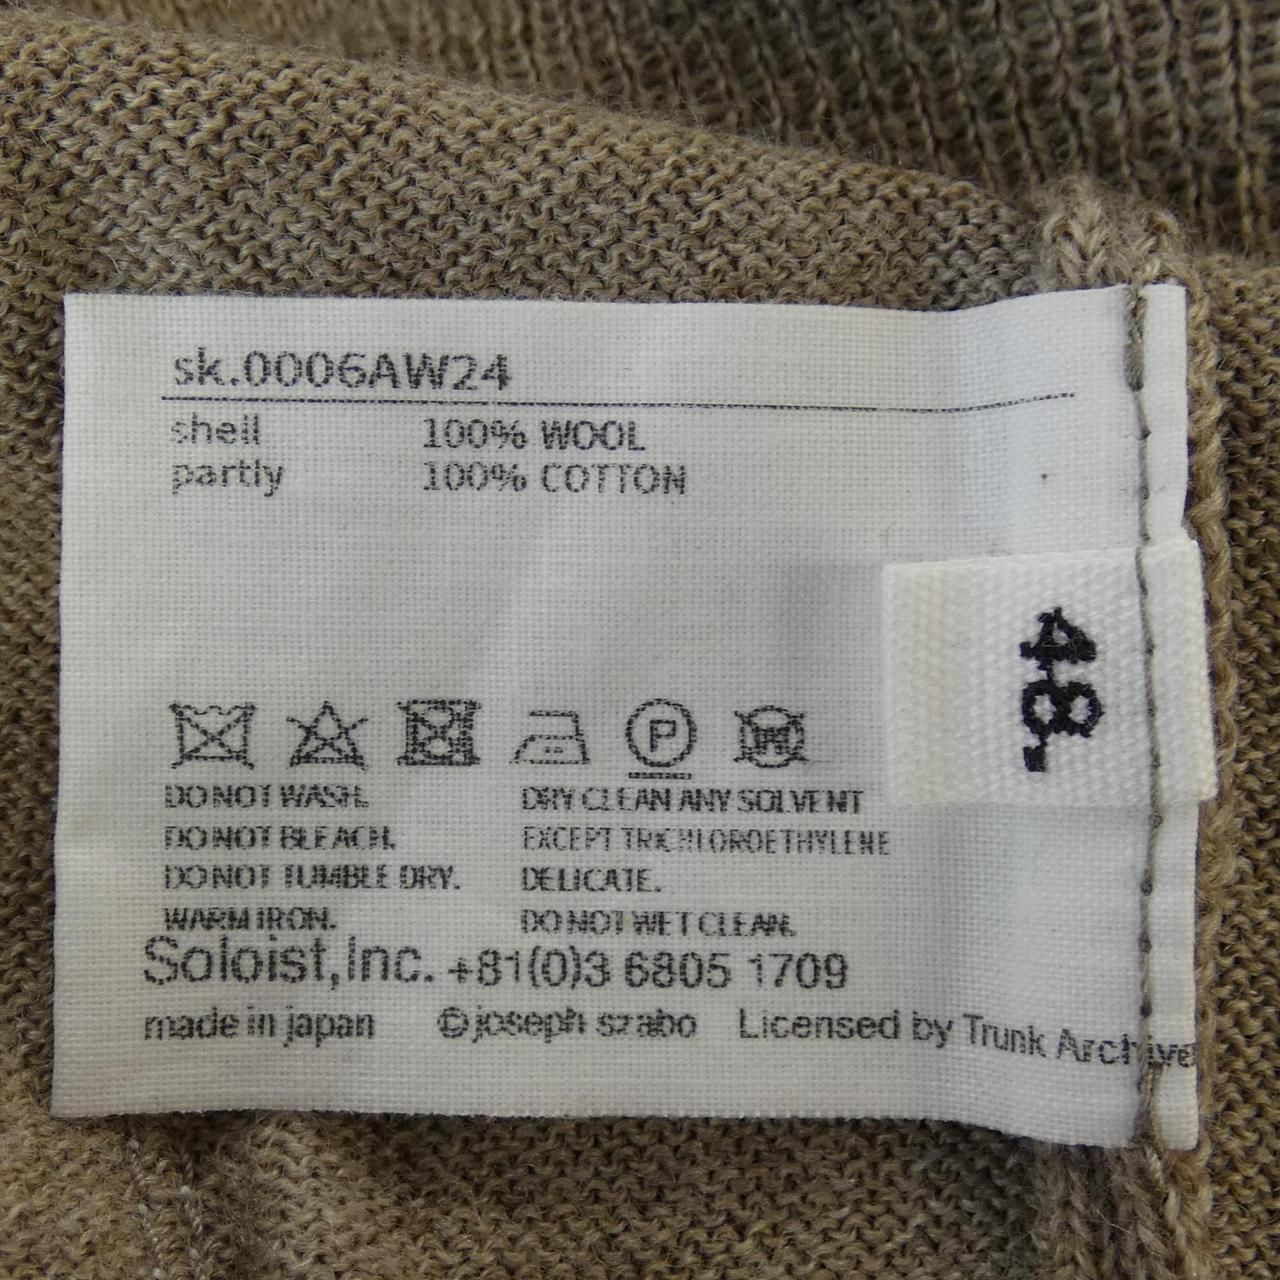 sk.0006AW24
shell 100% WOOL
partly 100% COTTON
48.
P
W
DO NOT WASH. DRY CLEAN ANY SOLVENT
DO NOT BLEACH. EXCEPT TRICHLOROETHYLENE
DO NOT TUMBLE DRY. DELICATE.
WARM IRON. DO NOT WET CLEAN.
Soloist,Inc. +81(0)3 6805 1709
made in japan ©joseph szabo Licensed by Trunk Archive